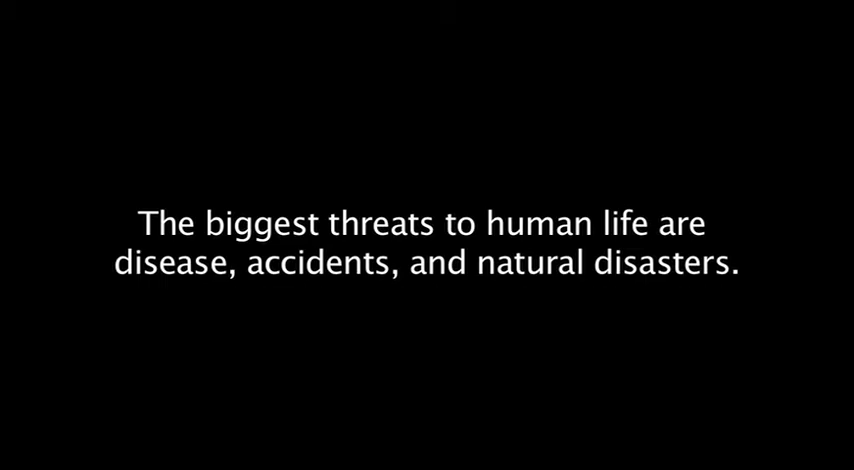 The biggest threats to human life are
disease, accidents, and natural disasters.